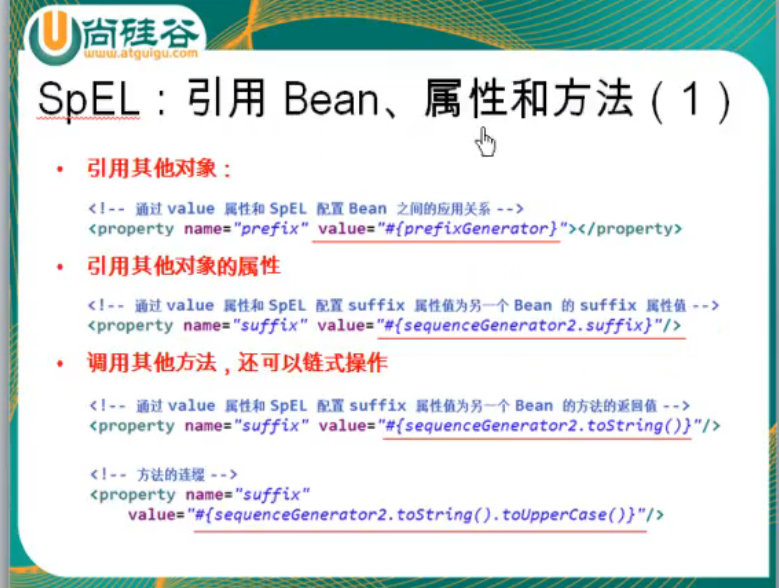 尚硅谷
www.atguigu.com
SpEL：引用 Bean、属性和方法（1）
• 引用其他对象：
<!-- 通过 value 属性和 SpEL 配置 Bean 之间的应用关系 -->
<property name="prefix" value="#{prefixGenerator}"></property>
• 引用其他对象的属性
<!-- 通过 value 属性和 SpEL 配置 suffix 属性值为另一个 Bean 的 suffix 属性值 -->
<property name="suffix" value="#{sequenceGenerator2.suffix}"/>
• 调用其他方法，还可以链式操作
<!-- 通过 value 属性和 SpEL 配置 suffix 属性值为另一个 Bean 的方法的返回值 -->
<property name="suffix" value="#{sequenceGenerator2.toString()}"/>
<!-- 方法的连缀 -->
<property name="suffix"
value="#{sequenceGenerator2.toString().toUpperCase()}"/>